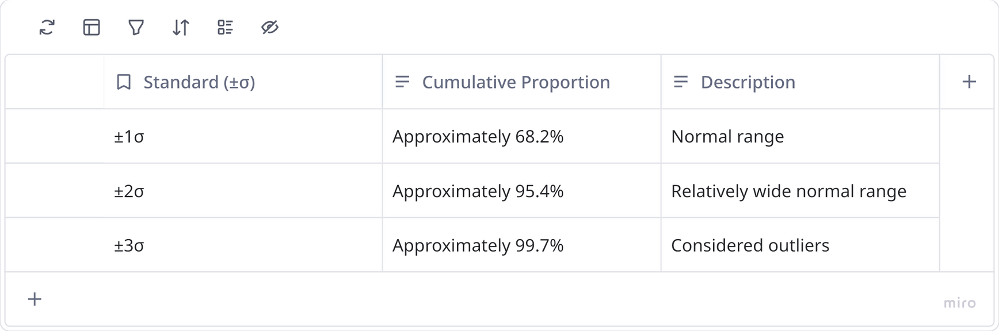 Standard (±σ) Cumulative Proportion Description
±1σ Approximately 68.2% Normal range
±2σ Approximately 95.4% Relatively wide normal range
±3σ Approximately 99.7% Considered outliers
miro